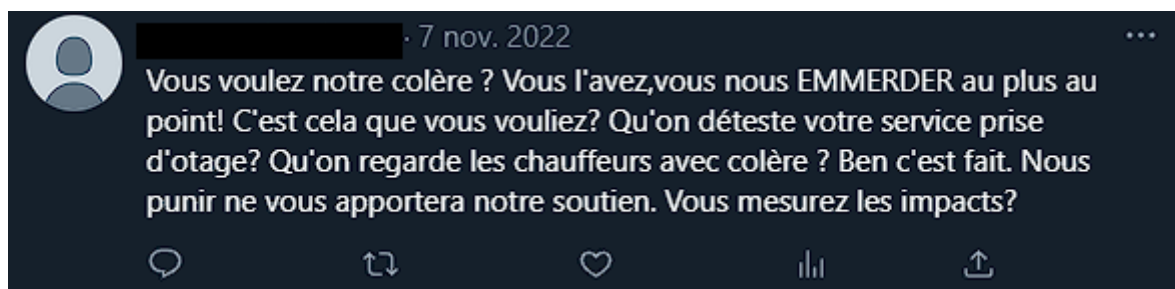 · 7 nov. 2022
Vous voulez notre colère ? Vous l'avez,vous nous EMMERDER au plus au
point! C'est cela que vous vouliez? Qu'on déteste votre service prise
d'otage? Qu'on regarde les chauffeurs avec colère ? Ben c'est fait. Nous
punir ne vous apportera notre soutien. Vous mesurez les impacts?